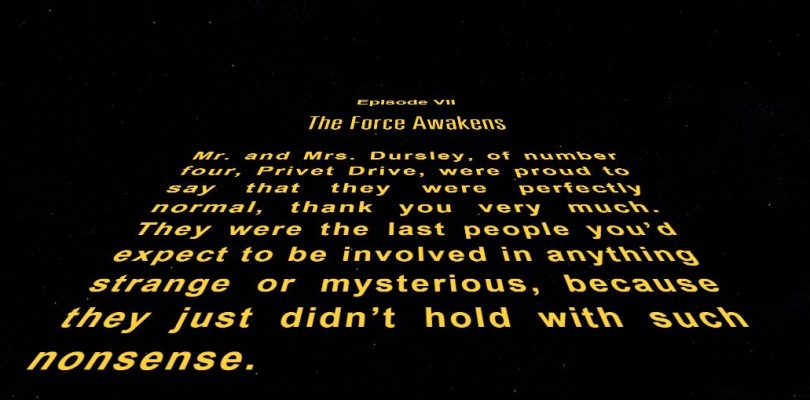 Episode VII
The Force Awakens
Mr. and Mrs. Dursley, of number
four, Privet Drive, were proud to
say that they were perfectly
normal, thank you very much.
They were the last people you’d
expect to be involved in anything
strange or mysterious, because
they just didn’t hold with such
nonsense.